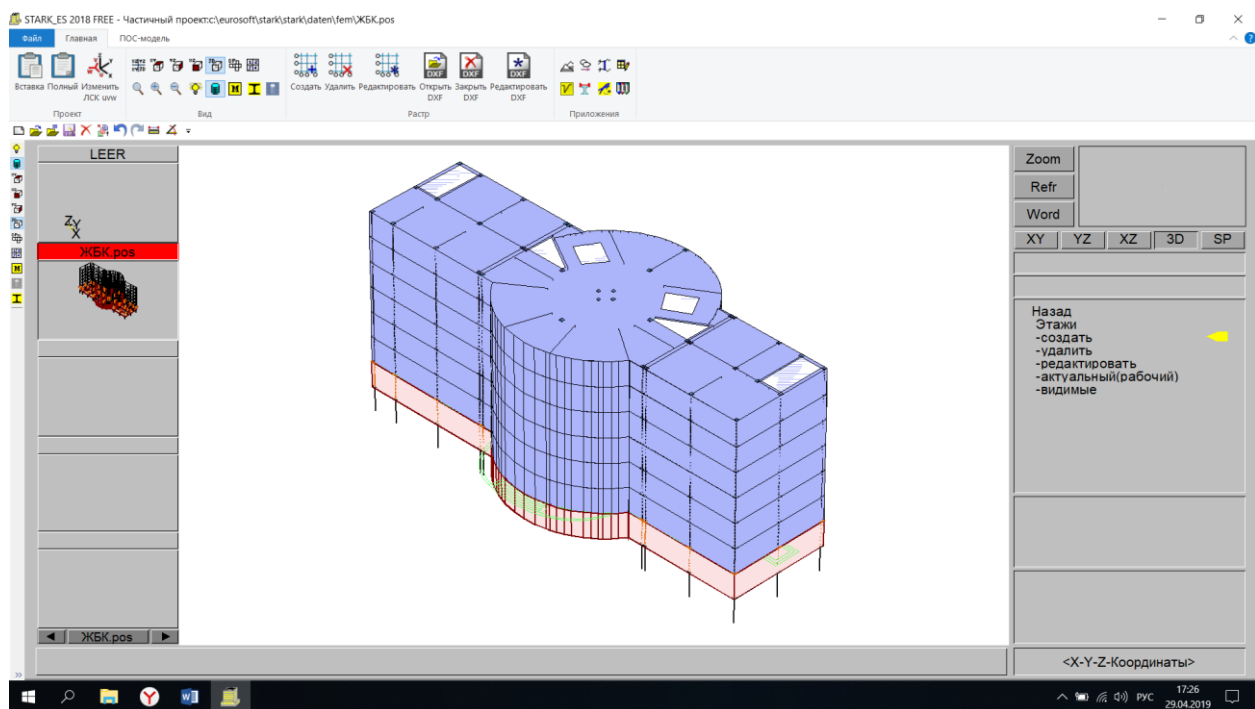 STARK_ES 2018 FREE - Частичный проект:c:\eurosoft\stark\stark\daten\fem\ЖБК.pos
Файл Главная ПОС-модель
Вставка Полный Изменить ЛСК uvw
Создать Удалить Редактировать Открыть DXF Закрыть DXF Редактировать DXF
Проект Вид Растр Приложения
LEER
Z Y X
ЖБК.pos
ЖБК.pos
Zoom
Refr
Word
XY YZ XZ 3D SP
Назад
Этажи
-создать
-удалить
-редактировать
-актуальный(рабочий)
-видимые
<X-Y-Z-Координаты>
РУС 17:26
29.04.2019